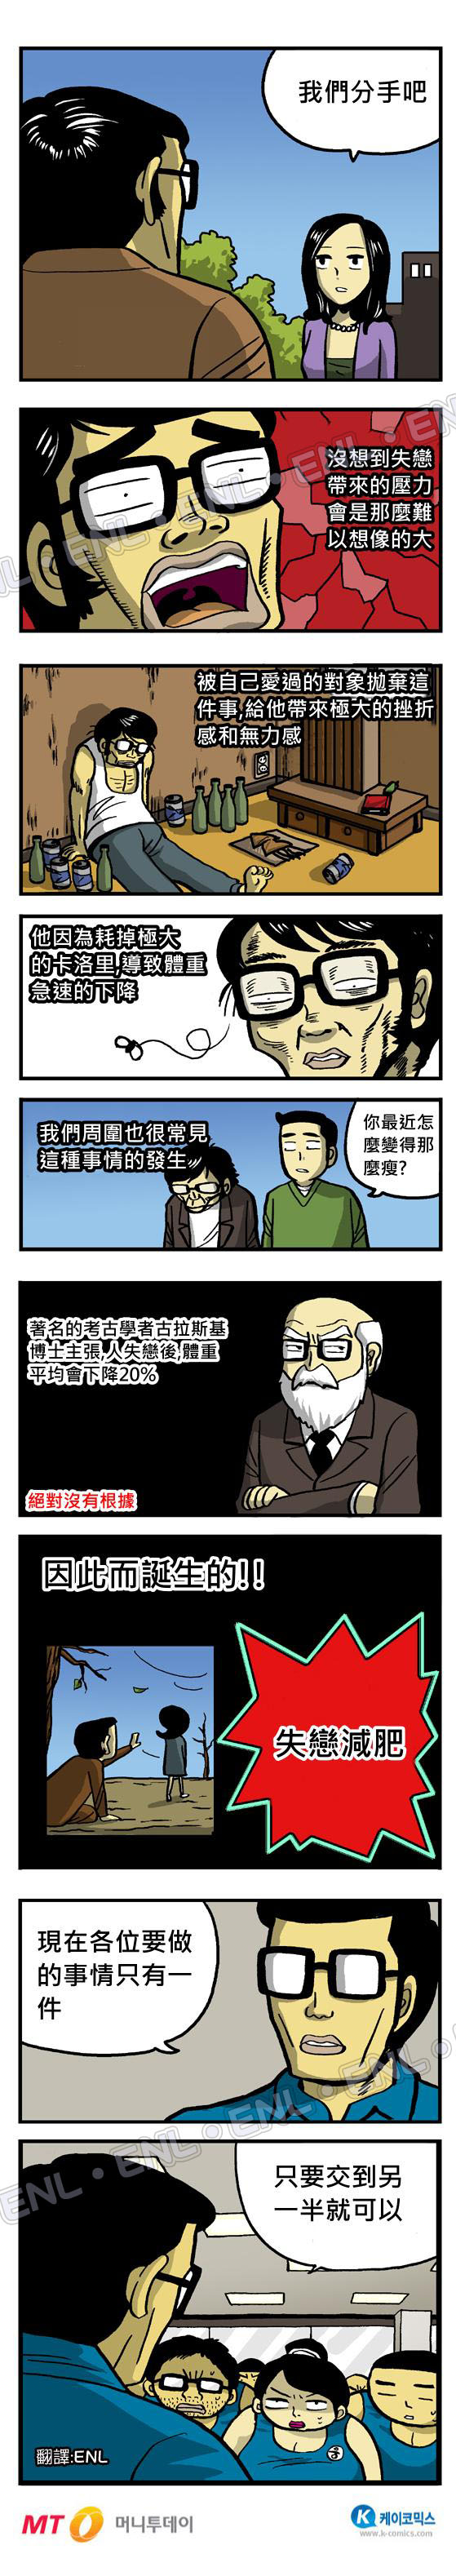 我們分手吧
沒想到失戀
帶來的壓力
會是那麼難
以想像的大
被自己愛過的對象拋棄這
件事,給他帶來極大的挫折
感和無力感
他因為耗掉極大
的卡洛里,導致體重
急速的下降
我們周圍也很常見
這種事情的發生
你最近怎
麼變得那
麼瘦?
著名的考古學者古拉斯基
博士主張,人失戀後,體重
平均會下降20%
絕對沒有根據
因此而誕生的!!
失戀減肥
現在各位要做
的事情只有一
件
只要交到另
一半就可以
翻譯:ENL
ENL•ENL•ENL•ENL
ENL•ENL•ENL•ENL
MT 머니투데이
K 케이코믹스
www.k-comics.com